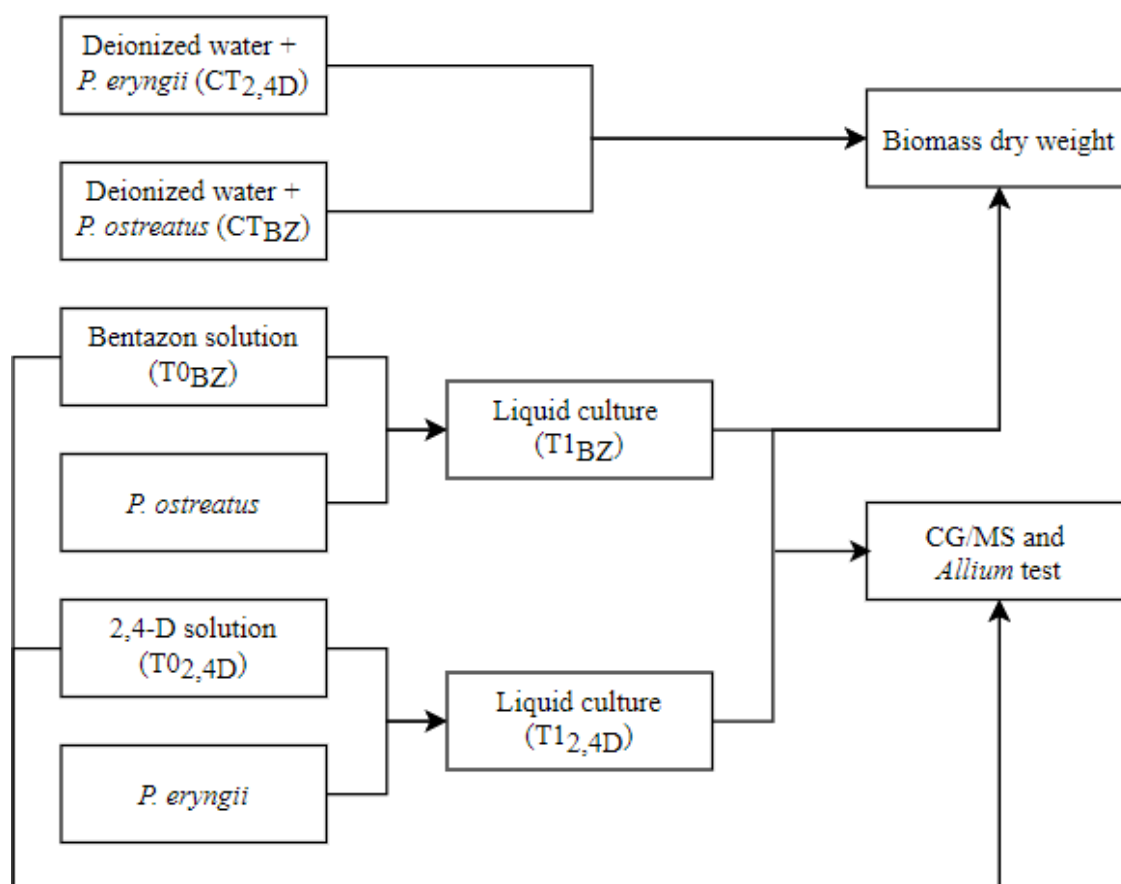 Deionized water +
P. eryngii (CT2,4D)
Biomass dry weight
Deionized water +
P. ostreatus (CTBZ)
Bentazon solution
(T0BZ)
Liquid culture
(T1BZ)
P. ostreatus
CG/MS and
Allium test
2,4-D solution
(T02,4D)
Liquid culture
(T12,4D)
P. eryngii